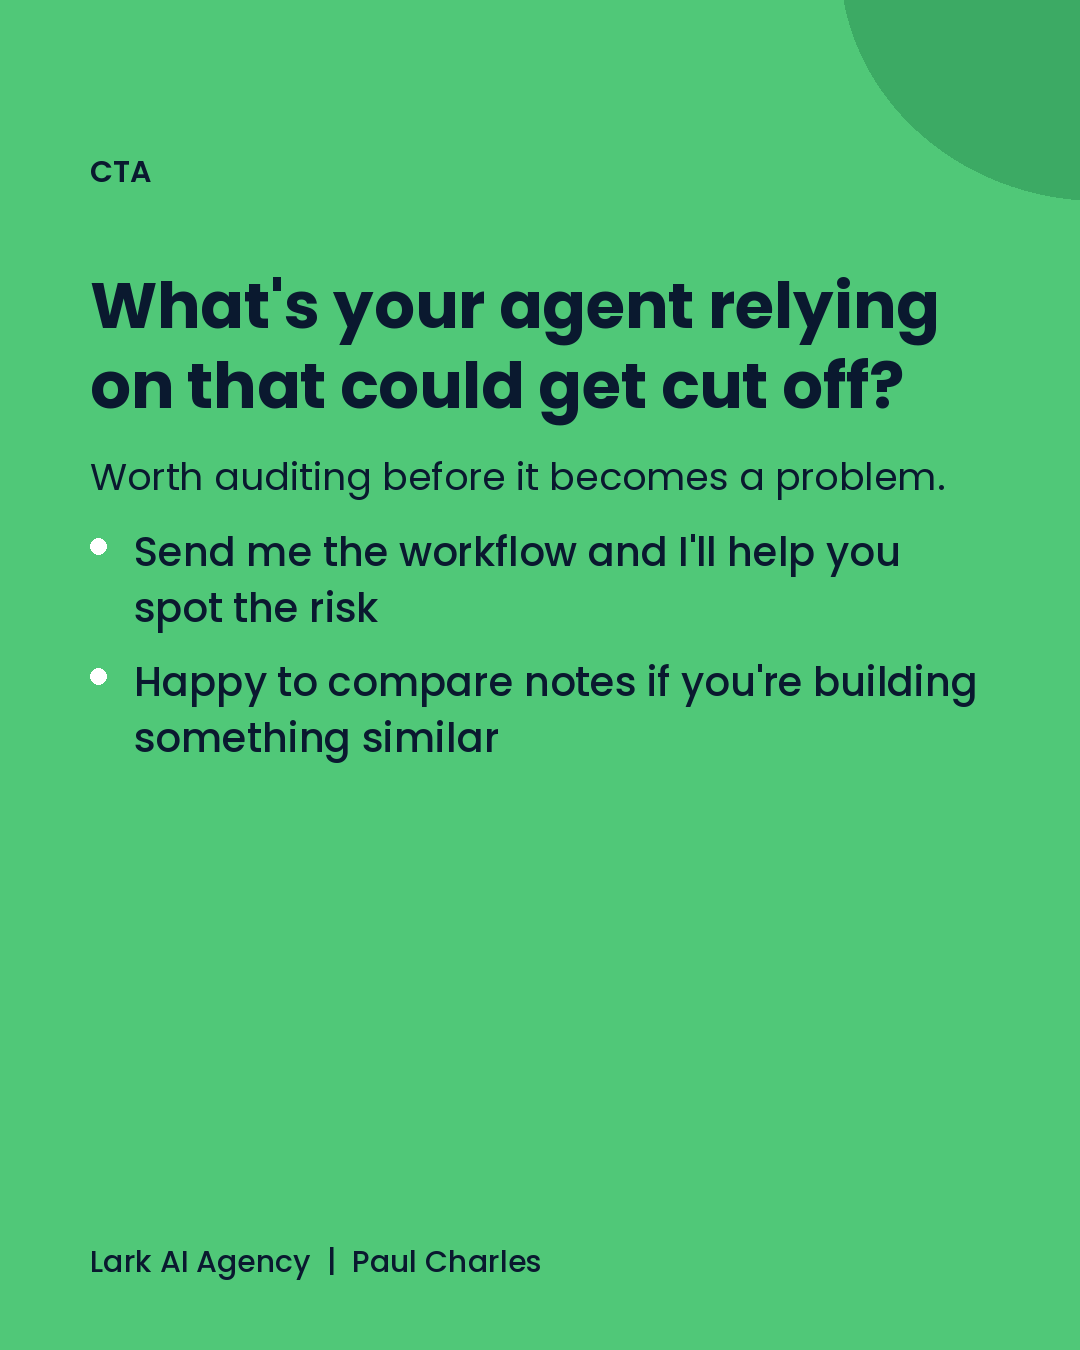 CTA
What's your agent relying
on that could get cut off?
Worth auditing before it becomes a problem.
Send me the workflow and I'll help you
spot the risk
Happy to compare notes if you're building
something similar
Lark AI Agency | Paul Charles